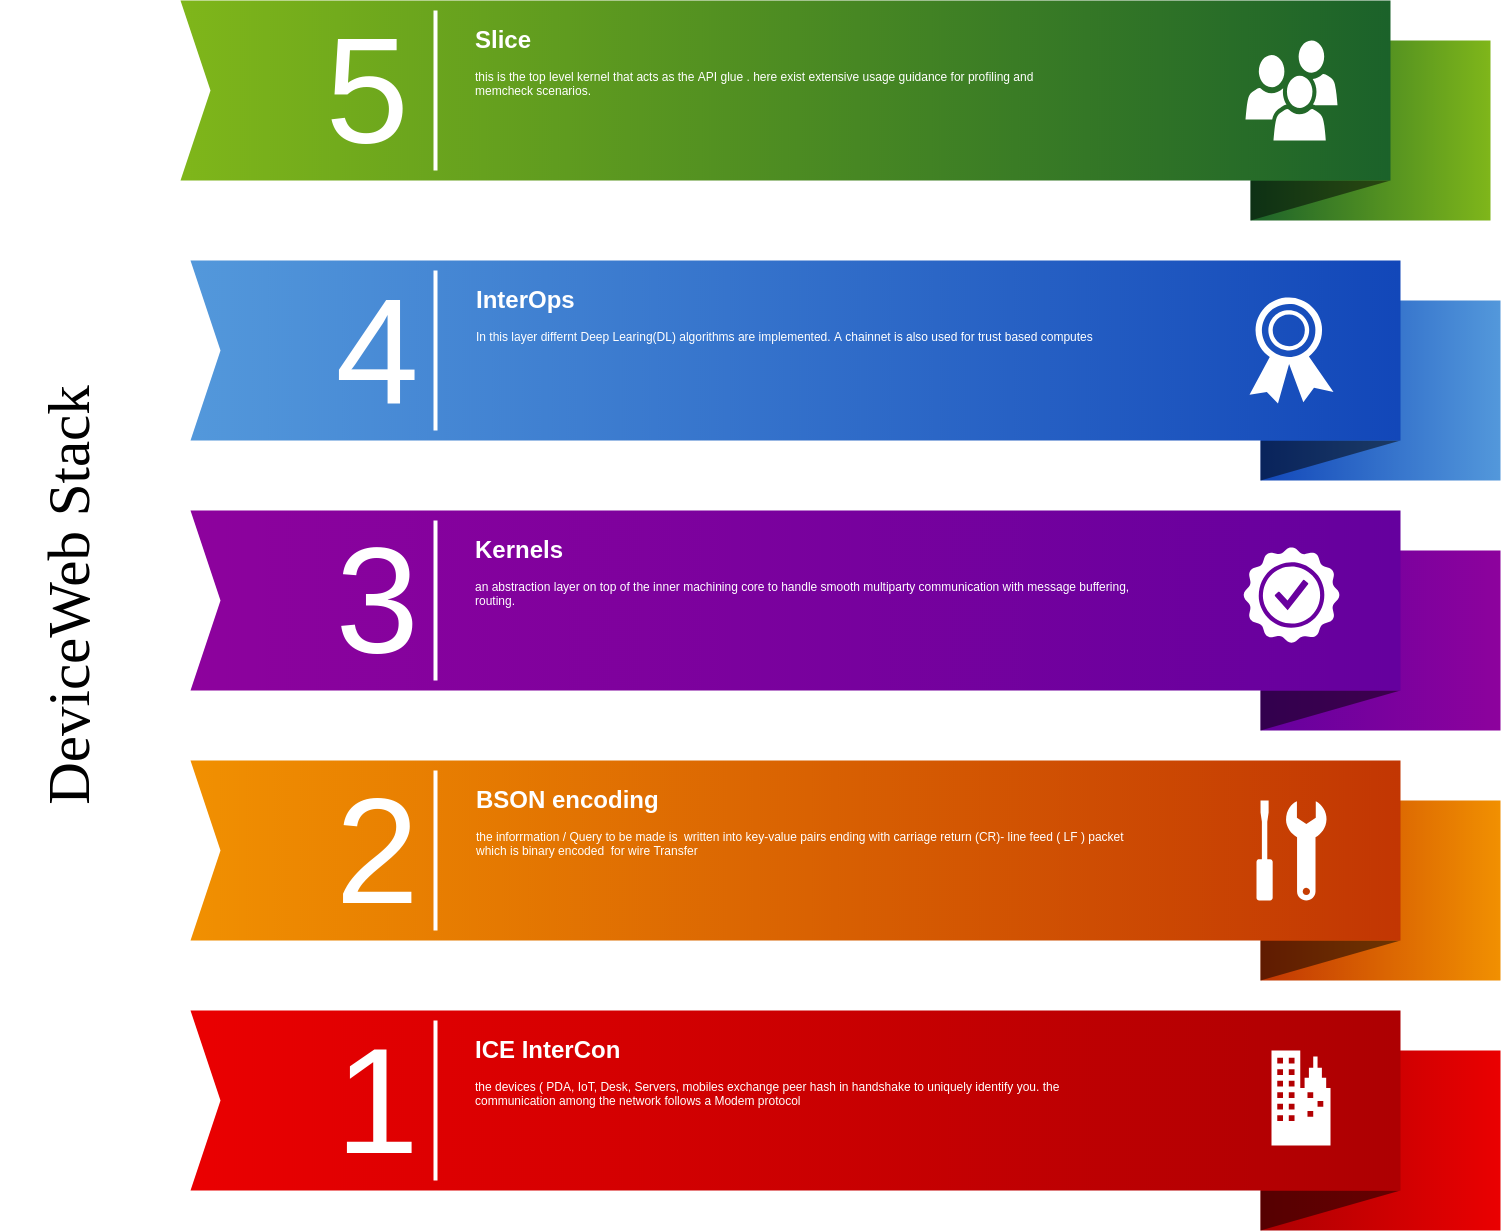 DeviceWeb Stack
5
Slice
this is the top level kernel that acts as the API glue . here exist extensive usage guidance for profiling and
memcheck scenarios.
4
InterOps
In this layer differnt Deep Learing(DL) algorithms are implemented. A chainnet is also used for trust based computes
3
Kernels
an abstraction layer on top of the inner machining core to handle smooth multiparty communication with message buffering,
routing.
2
BSON encoding
the inforrmation / Query to be made is  written into key-value pairs ending with carriage return (CR)- line feed ( LF ) packet
which is binary encoded  for wire Transfer
1
ICE InterCon
the devices ( PDA, IoT, Desk, Servers, mobiles exchange peer hash in handshake to uniquely identify you. the
communication among the network follows a Modem protocol